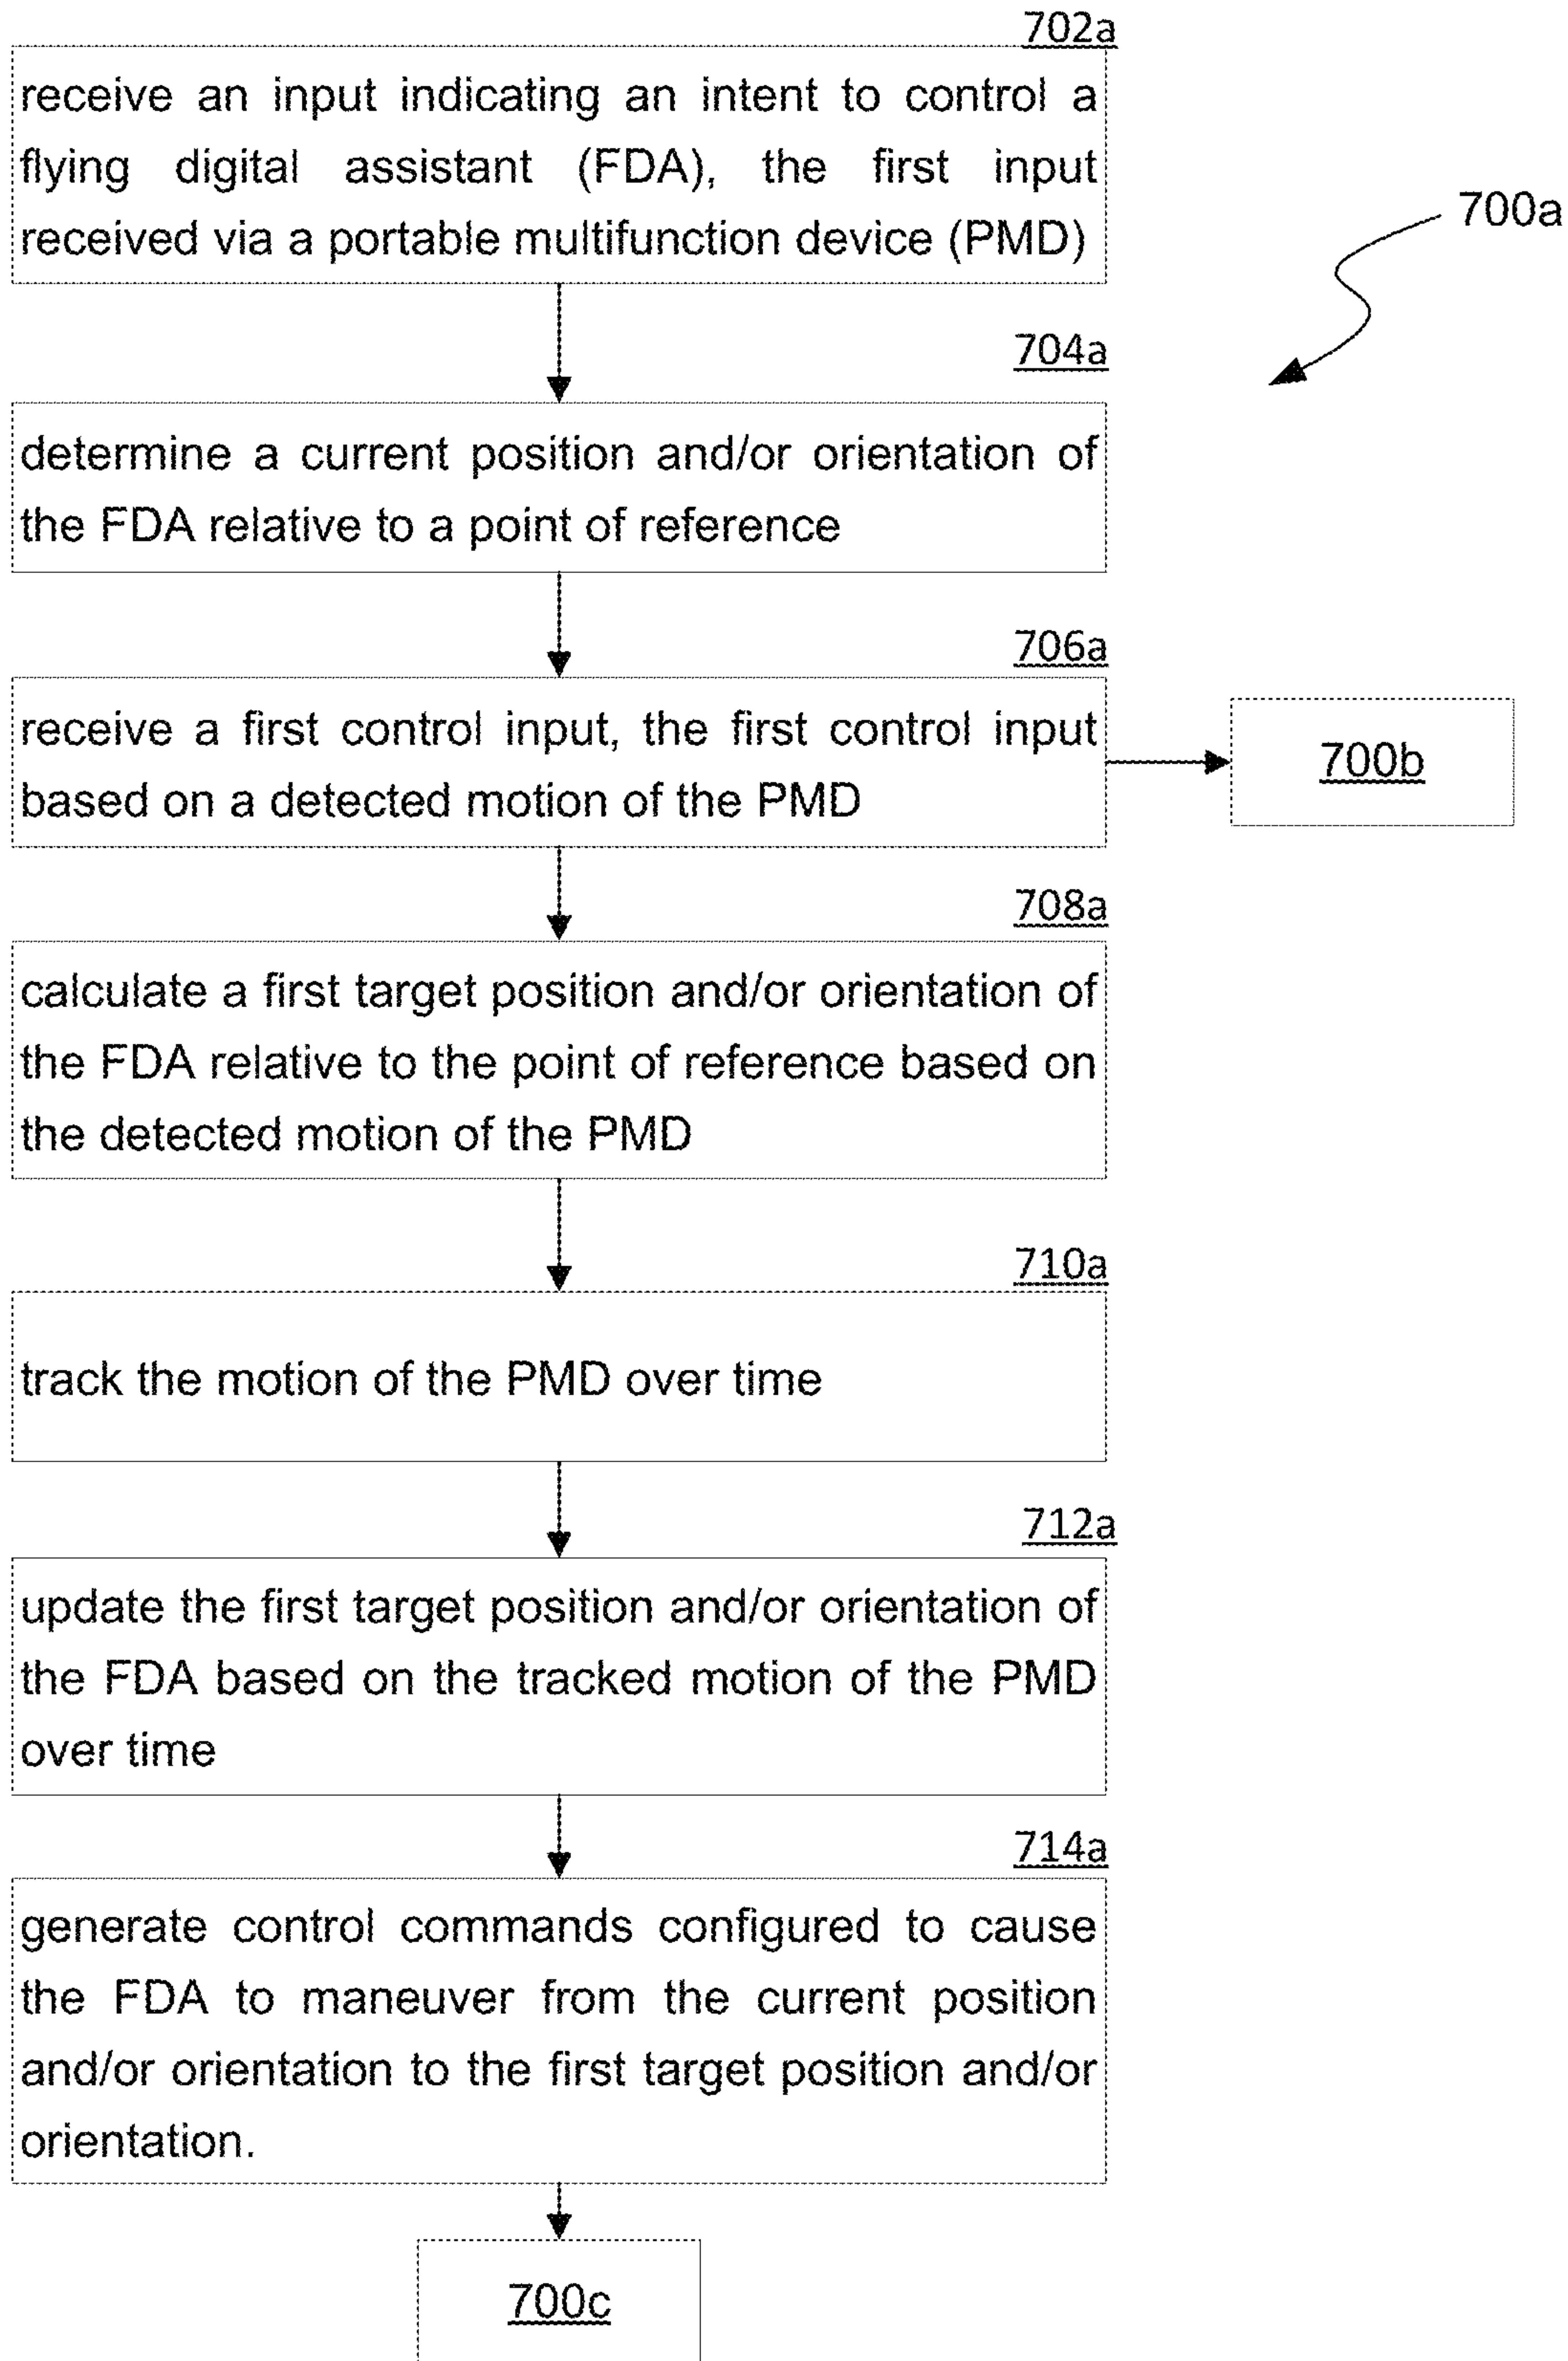 702a
receive an input indicating an intent to control a
flying digital assistant (FDA), the first input
received via a portable multifunction device (PMD)
700a
704a
determine a current position and/or orientation of
the FDA relative to a point of reference
706a
receive a first control input, the first control input
based on a detected motion of the PMD
700b
708a
calculate a first target position and/or orientation of
the FDA relative to the point of reference based on
the detected motion of the PMD
710a
track the motion of the PMD over time
712a
update the first target position and/or orientation of
the FDA based on the tracked motion of the PMD
over time
714a
generate control commands configured to cause
the FDA to maneuver from the current position
and/or orientation to the first target position and/or
orientation.
700c